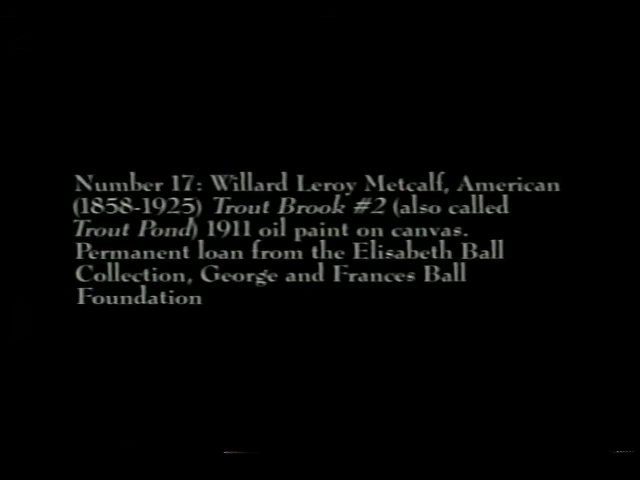 Number 17: Willard Leroy Metcalf, American
(1858-1925) Trout Brook #2 (also called
Trout Pond) 1911 oil paint on canvas.
Permanent loan from the Elisabeth Ball
Collection, George and Frances Ball
Foundation